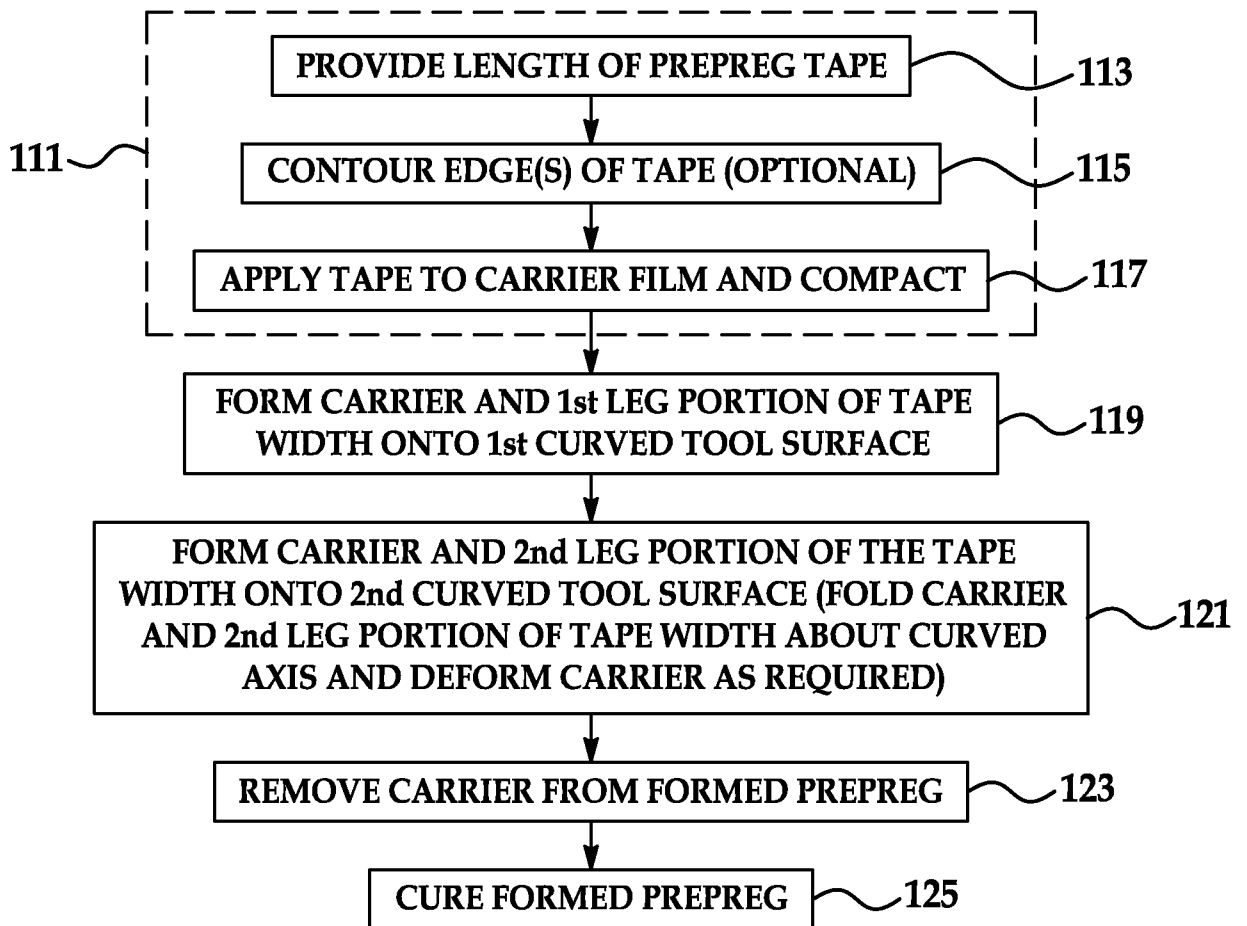 PROVIDE LENGTH OF PREPREG TAPE
113
111
CONTOUR EDGE(S) OF TAPE (OPTIONAL)
115
APPLY TAPE TO CARRIER FILM AND COMPACT
117
FORM CARRIER AND 1st LEG PORTION OF TAPE
WIDTH ONTO 1st CURVED TOOL SURFACE
119
FORM CARRIER AND 2nd LEG PORTION OF THE TAPE
WIDTH ONTO 2nd CURVED TOOL SURFACE (FOLD CARRIER
AND 2nd LEG PORTION OF TAPE WIDTH ABOUT CURVED
AXIS AND DEFORM CARRIER AS REQUIRED)
121
REMOVE CARRIER FROM FORMED PREPREG
123
CURE FORMED PREPREG
125